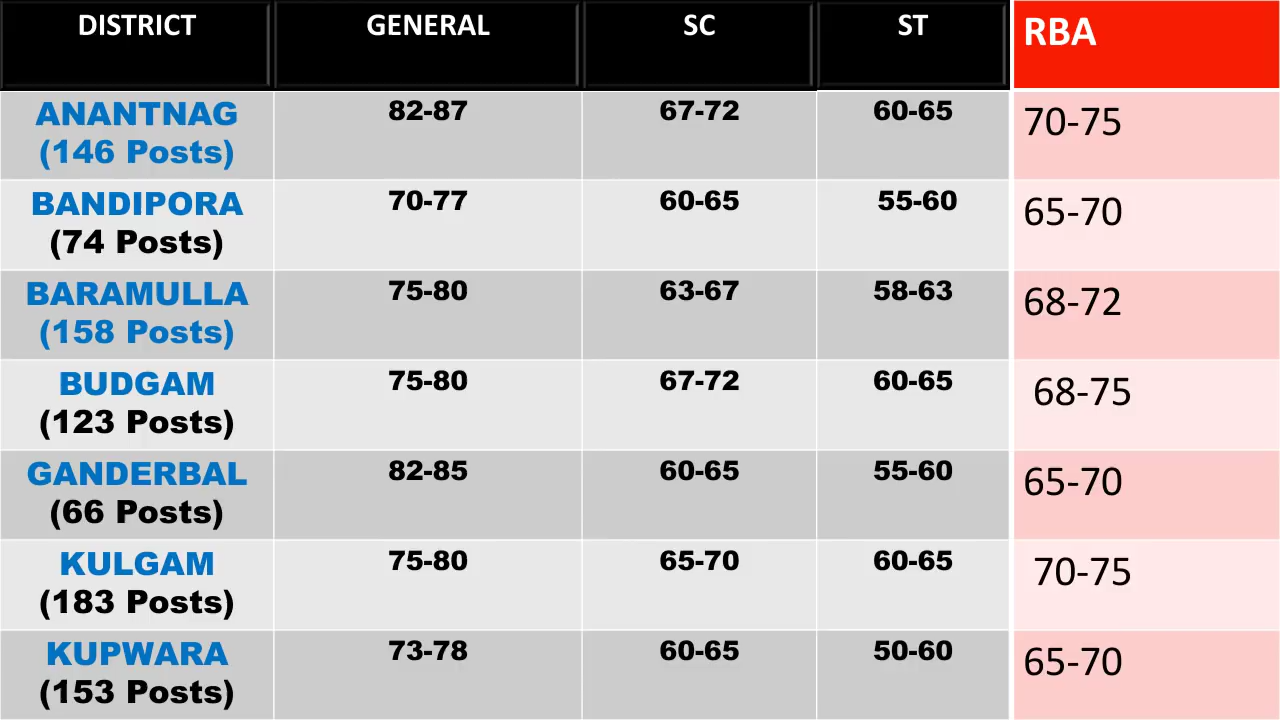 DISTRICT GENERAL SC ST RBA
ANANTNAG 82-87 67-72 60-65 70-75
(146 Posts)
BANDIPORA 70-77 60-65 55-60 65-70
(74 Posts)
BARAMULLA 75-80 63-67 58-63 68-72
(158 Posts)
BUDGAM 75-80 67-72 60-65 68-75
(123 Posts)
GANDERBAL 82-85 60-65 55-60 65-70
(66 Posts)
KULGAM 75-80 65-70 60-65 70-75
(183 Posts)
KUPWARA 73-78 60-65 50-60 65-70
(153 Posts)